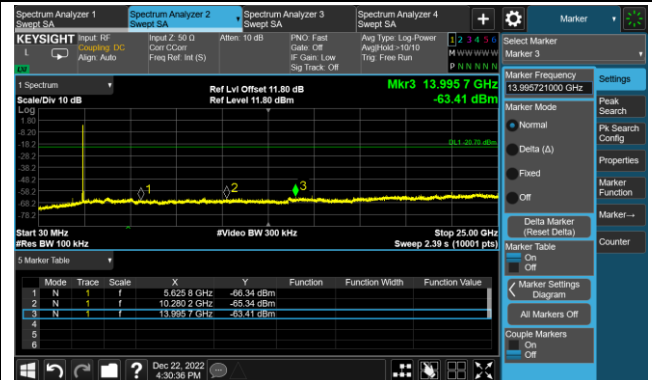 Spectrum Analyzer 1
Swept SA
Spectrum Analyzer 2
Swept SA
Spectrum Analyzer 3
Swept SA
Spectrum Analyzer 4
Swept SA
+
Marker
KEYSIGHT
L
Input: RF
Coupling: DC
Align: Auto
Input Z: 50 Ω
Corr CCorr
Freq Ref: Int (S)
Atten: 10 dB
PNO: Fast
Gate: Off
IF Gain: Low
Sig Track: Off
Avg Type: Log-Power
Avg|Hold:>10/10
Trig: Free Run
1 2 3 4 5 6
M W W W W W
P N N N N N
Select Marker
Marker 3
1 Spectrum
Scale/Div 10 dB
Log
Ref Lvl Offset 11.80 dB
Ref Level 11.80 dBm
Mkr3 13.995 7 GHz
-63.41 dBm
1.80
-8.20
-18.2
-28.2
-38.2
-48.2
-58.2
-68.2
-78.2
DL1 -20.70 dBm
1
2
3
Start 30 MHz
#Res BW 100 kHz
#Video BW 300 kHz
Stop 25.00 GHz
Sweep 2.39 s (10001 pts)
5 Marker Table
Mode Trace Scale X Y Function Function Width Function Value
1 N 1 f 5.625 8 GHz -66.34 dBm
2 N 1 f 10.280 2 GHz -65.34 dBm
3 N 1 f 13.995 7 GHz -63.41 dBm
4
5
6
Dec 22, 2022
4:30:36 PM
Marker Frequency
13.995721000 GHz
Marker Mode
Normal
Delta (Δ)
Fixed
Off
Delta Marker
(Reset Delta)
Marker Table
On
Off
Marker Settings
Diagram
All Markers Off
Couple Markers
On
Off
Settings
Peak
Search
Pk Search
Config
Properties
Marker
Function
Marker→
Counter